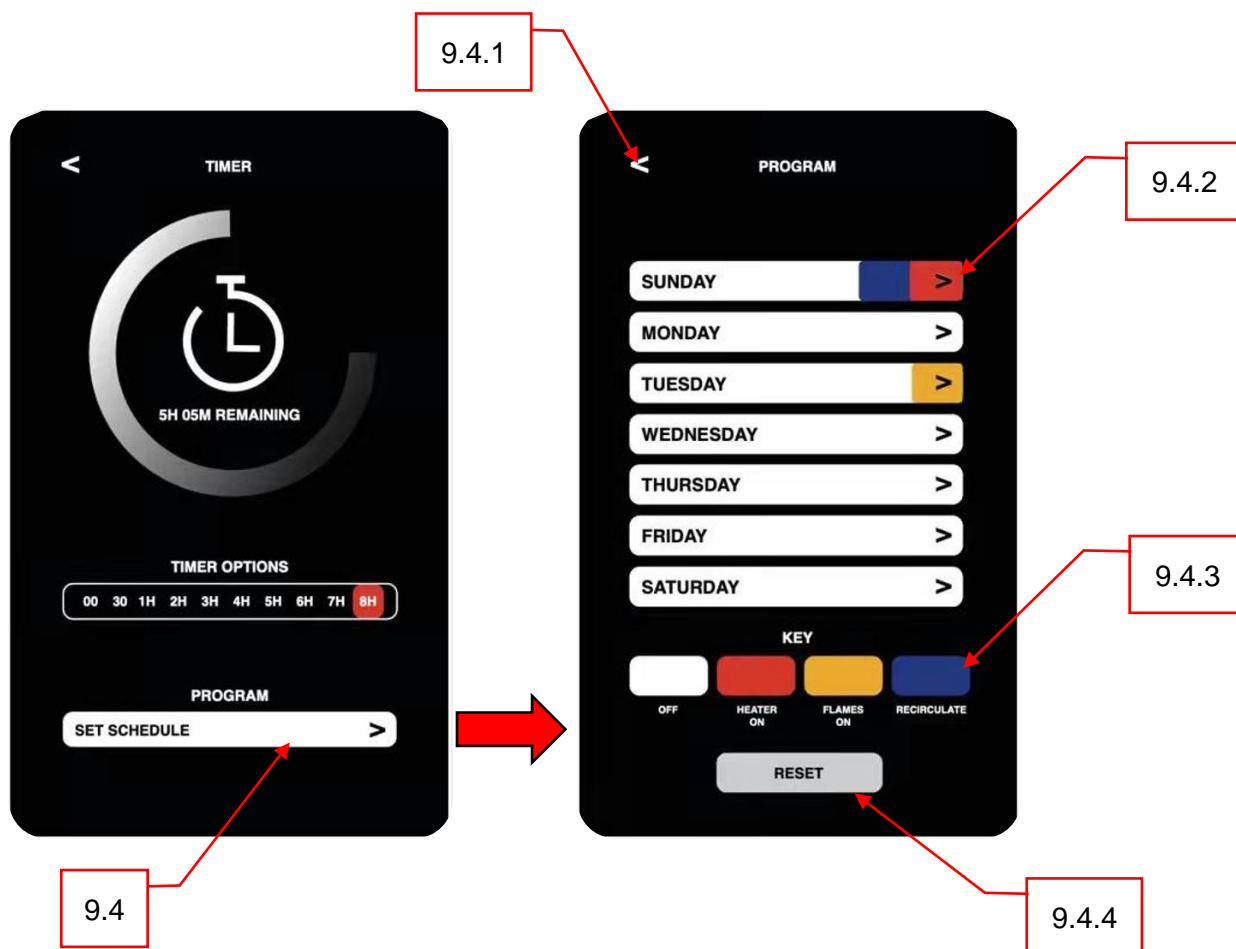 9.4.1
< TIMER
5H 05M REMAINING
TIMER OPTIONS
00 30 1H 2H 3H 4H 5H 6H 7H 8H
PROGRAM
SET SCHEDULE >
9.4
< PROGRAM
9.4.2
SUNDAY >
MONDAY >
TUESDAY >
WEDNESDAY >
THURSDAY >
FRIDAY >
SATURDAY >
9.4.3
KEY
OFF
HEATER
ON
FLAMES
ON
RECIRCULATE
RESET
9.4.4